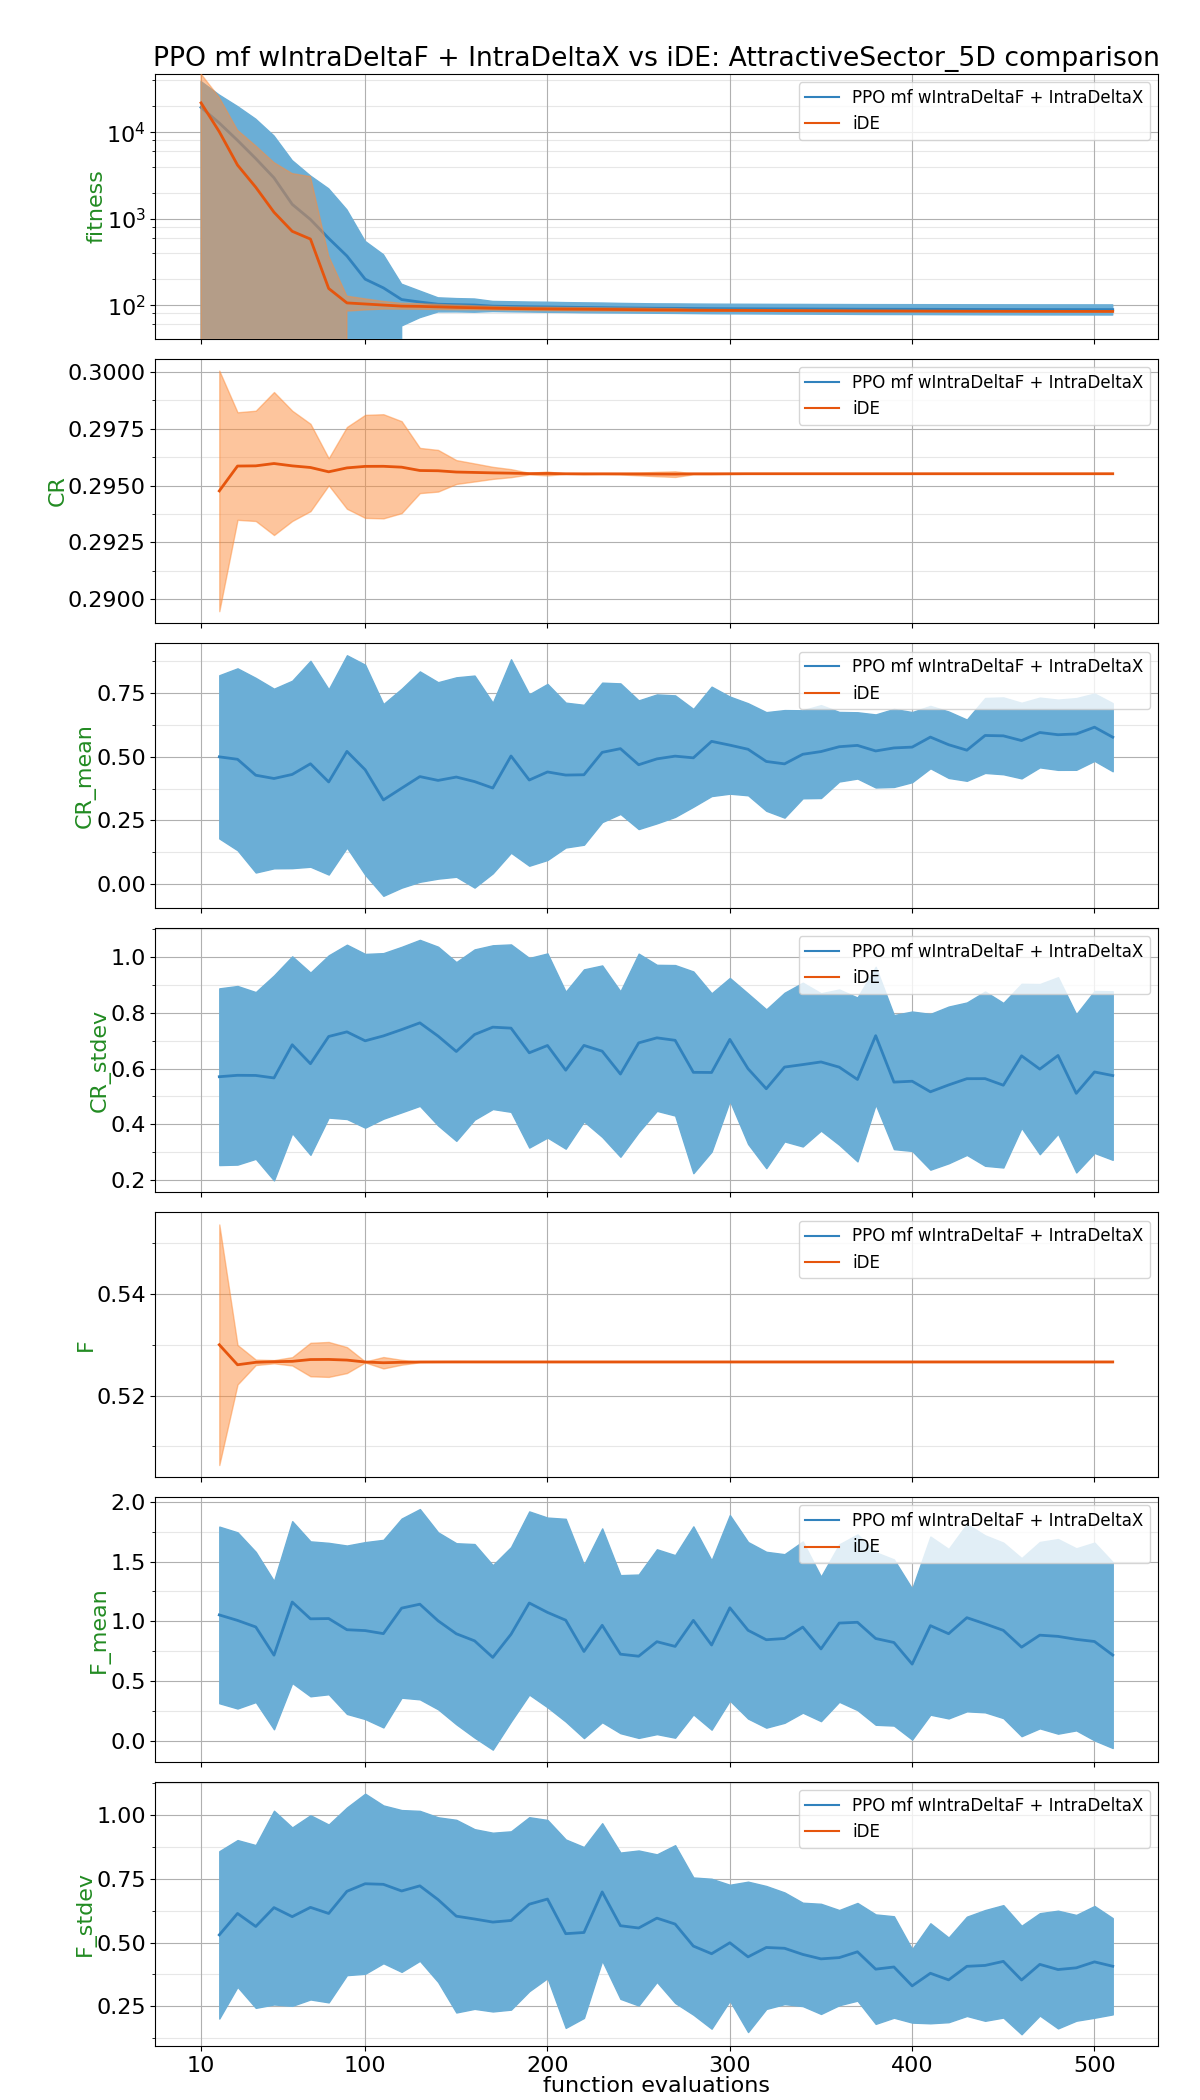 PPO mf wIntraDeltaF + IntraDeltaX vs iDE: AttractiveSector_5D comparison
PPO mf wIntraDeltaF + IntraDeltaX
iDE
10^4
10^3
10^2
fitness
PPO mf wIntraDeltaF + IntraDeltaX
iDE
0.3000
0.2975
0.2950
0.2925
0.2900
CR
PPO mf wIntraDeltaF + IntraDeltaX
iDE
0.75
0.50
0.25
0.00
CR_mean
PPO mf wIntraDeltaF + IntraDeltaX
iDE
1.0
0.8
0.6
0.4
0.2
CR_stdev
PPO mf wIntraDeltaF + IntraDeltaX
iDE
0.54
0.52
F
PPO mf wIntraDeltaF + IntraDeltaX
iDE
2.0
1.5
1.0
0.5
0.0
F_mean
PPO mf wIntraDeltaF + IntraDeltaX
iDE
1.00
0.75
0.50
0.25
F_stdev
10 100 200 300 400 500
function evaluations